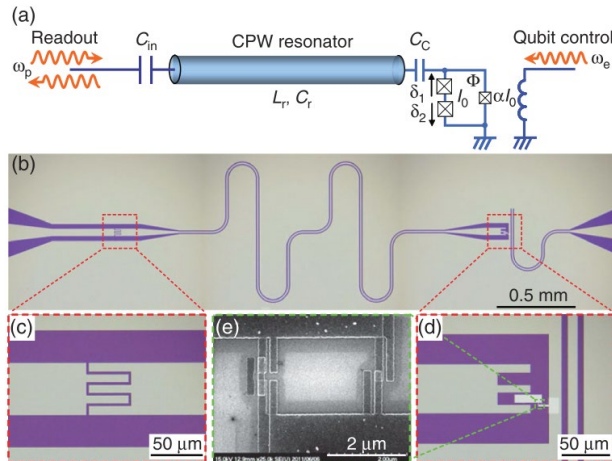 (a)
Readout
C_in
CPW resonator
C_C
Qubit control
ω_p
L_r, C_r
δ_1
δ_2
I_0
Φ
αI_0
ω_e
(b)
0.5 mm
(c)
50 μm
(e)
2 μm
(d)
50 μm